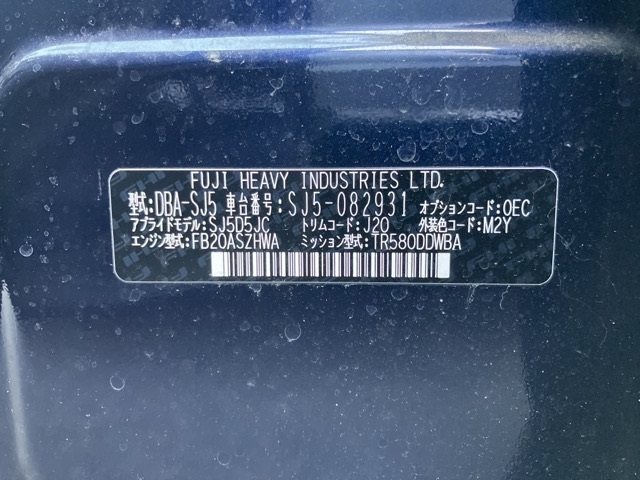 FUJI HEAVY INDUSTRIES LTD.
型式:DBA-SJ5 車台番号:SJ5-082931 オプションコード:OEC
アプライドモデル:SJ5D5JC トリムコード:J20 外装色コード:M2Y
エンジン型式:FB20ASZHWA ミッション型式:TR580DDWBA